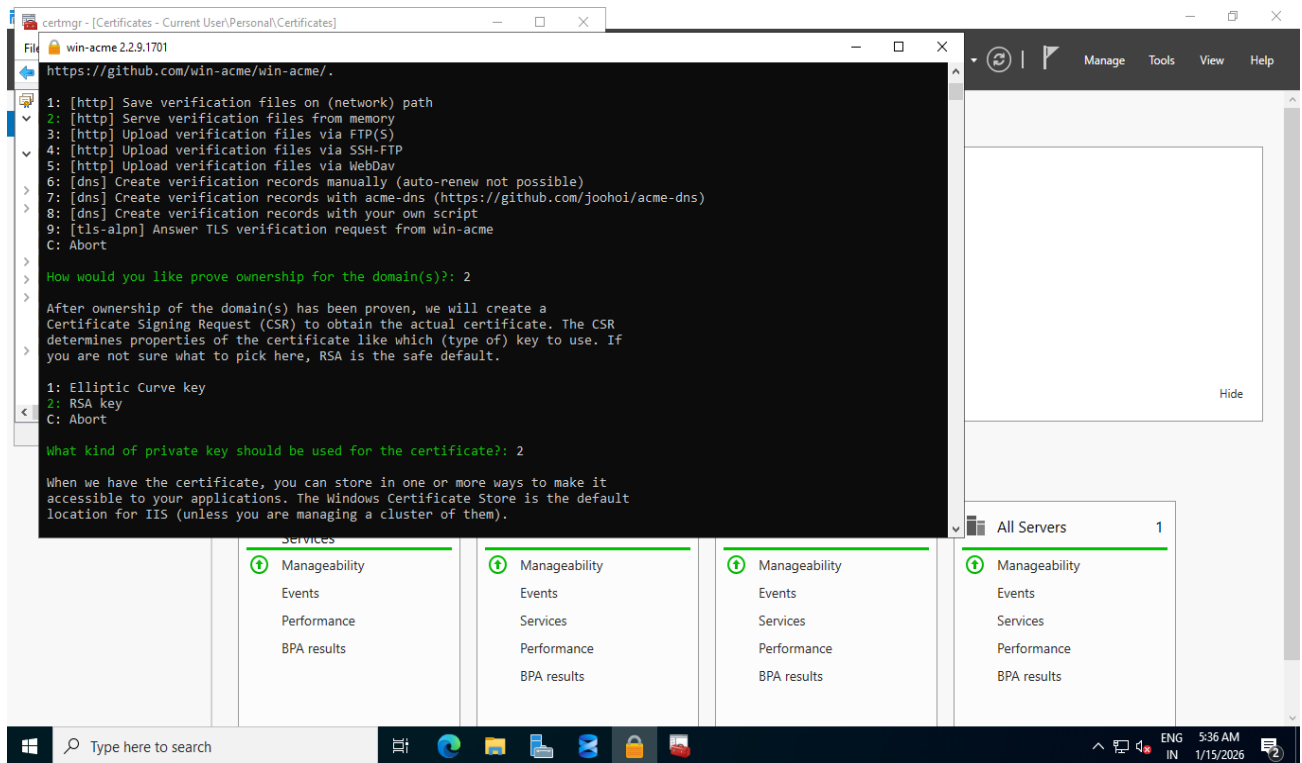 certmgr - [Certificates - Current User\Personal\Certificates]
File
win-acme 2.2.9.1701
Manage Tools View Help
https://github.com/win-acme/win-acme/.
1: [http] Save verification files on (network) path
2: [http] Serve verification files from memory
3: [http] Upload verification files via FTP(S)
4: [http] Upload verification files via SSH-FTP
5: [http] Upload verification files via WebDav
6: [dns] Create verification records manually (auto-renew not possible)
7: [dns] Create verification records with acme-dns (https://github.com/joohoi/acme-dns)
8: [dns] Create verification records with your own script
9: [tls-alpn] Answer TLS verification request from win-acme
C: Abort
How would you like prove ownership for the domain(s)?: 2
After ownership of the domain(s) has been proven, we will create a
Certificate Signing Request (CSR) to obtain the actual certificate. The CSR
determines properties of the certificate like which (type of) key to use. If
you are not sure what to pick here, RSA is the safe default.
1: Elliptic Curve key
2: RSA key
C: Abort
What kind of private key should be used for the certificate?: 2
When we have the certificate, you can store in one or more ways to make it
accessible to your applications. The Windows Certificate Store is the default
location for IIS (unless you are managing a cluster of them).
Hide
Services
All Servers 1
Manageability
Events
Performance
BPA results
Manageability
Events
Services
Performance
BPA results
Manageability
Events
Services
Performance
BPA results
Manageability
Events
Services
Performance
BPA results
Type here to search
ENG
IN
5:36 AM
1/15/2026
2